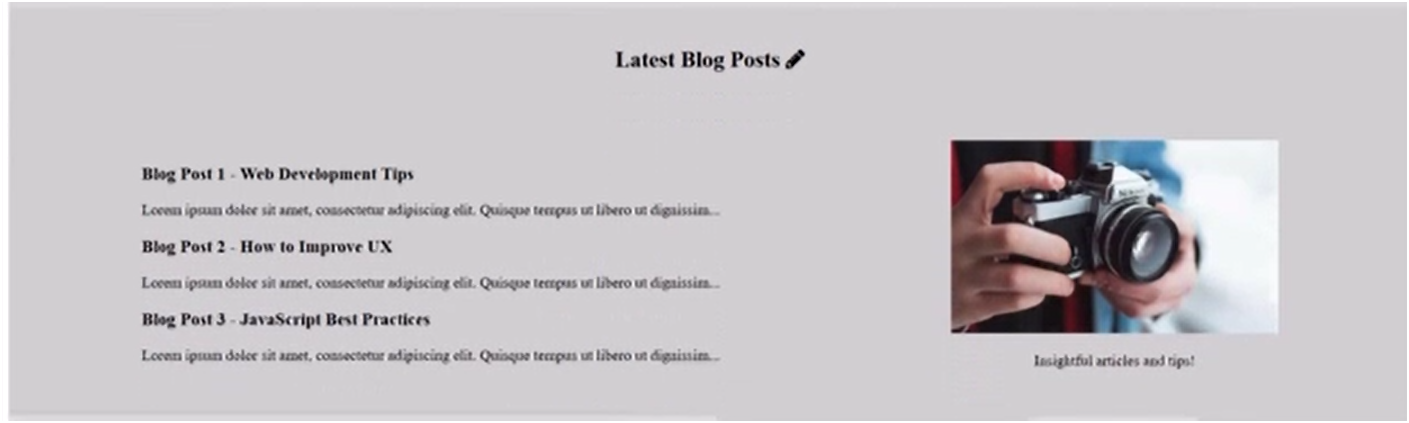 Latest Blog Posts
Blog Post 1 - Web Development Tips
Lorem ipsum dolor sit amet, consectetur adipiscing elit. Quisque tempus ut libero ut dignissim...
Blog Post 2 - How to Improve UX
Lorem ipsum dolor sit amet, consectetur adipiscing elit. Quisque tempus ut libero ut dignissim...
Blog Post 3 - JavaScript Best Practices
Lorem ipsum dolor sit amet, consectetur adipiscing elit. Quisque tempus ut libero ut dignissim...
Insightful articles and tips!